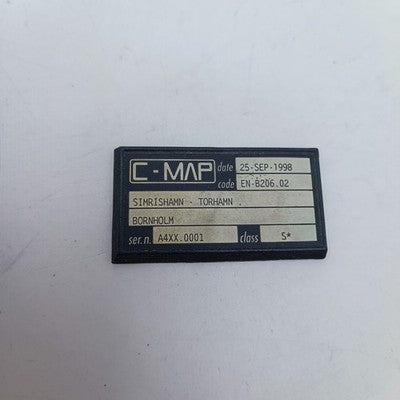 C-MAP date 25-SEP-1998
code EN-B206.02
SIMRISHAMN - TORHAMN .
BORNHOLM
ser. n. A4XX.0001 class S*